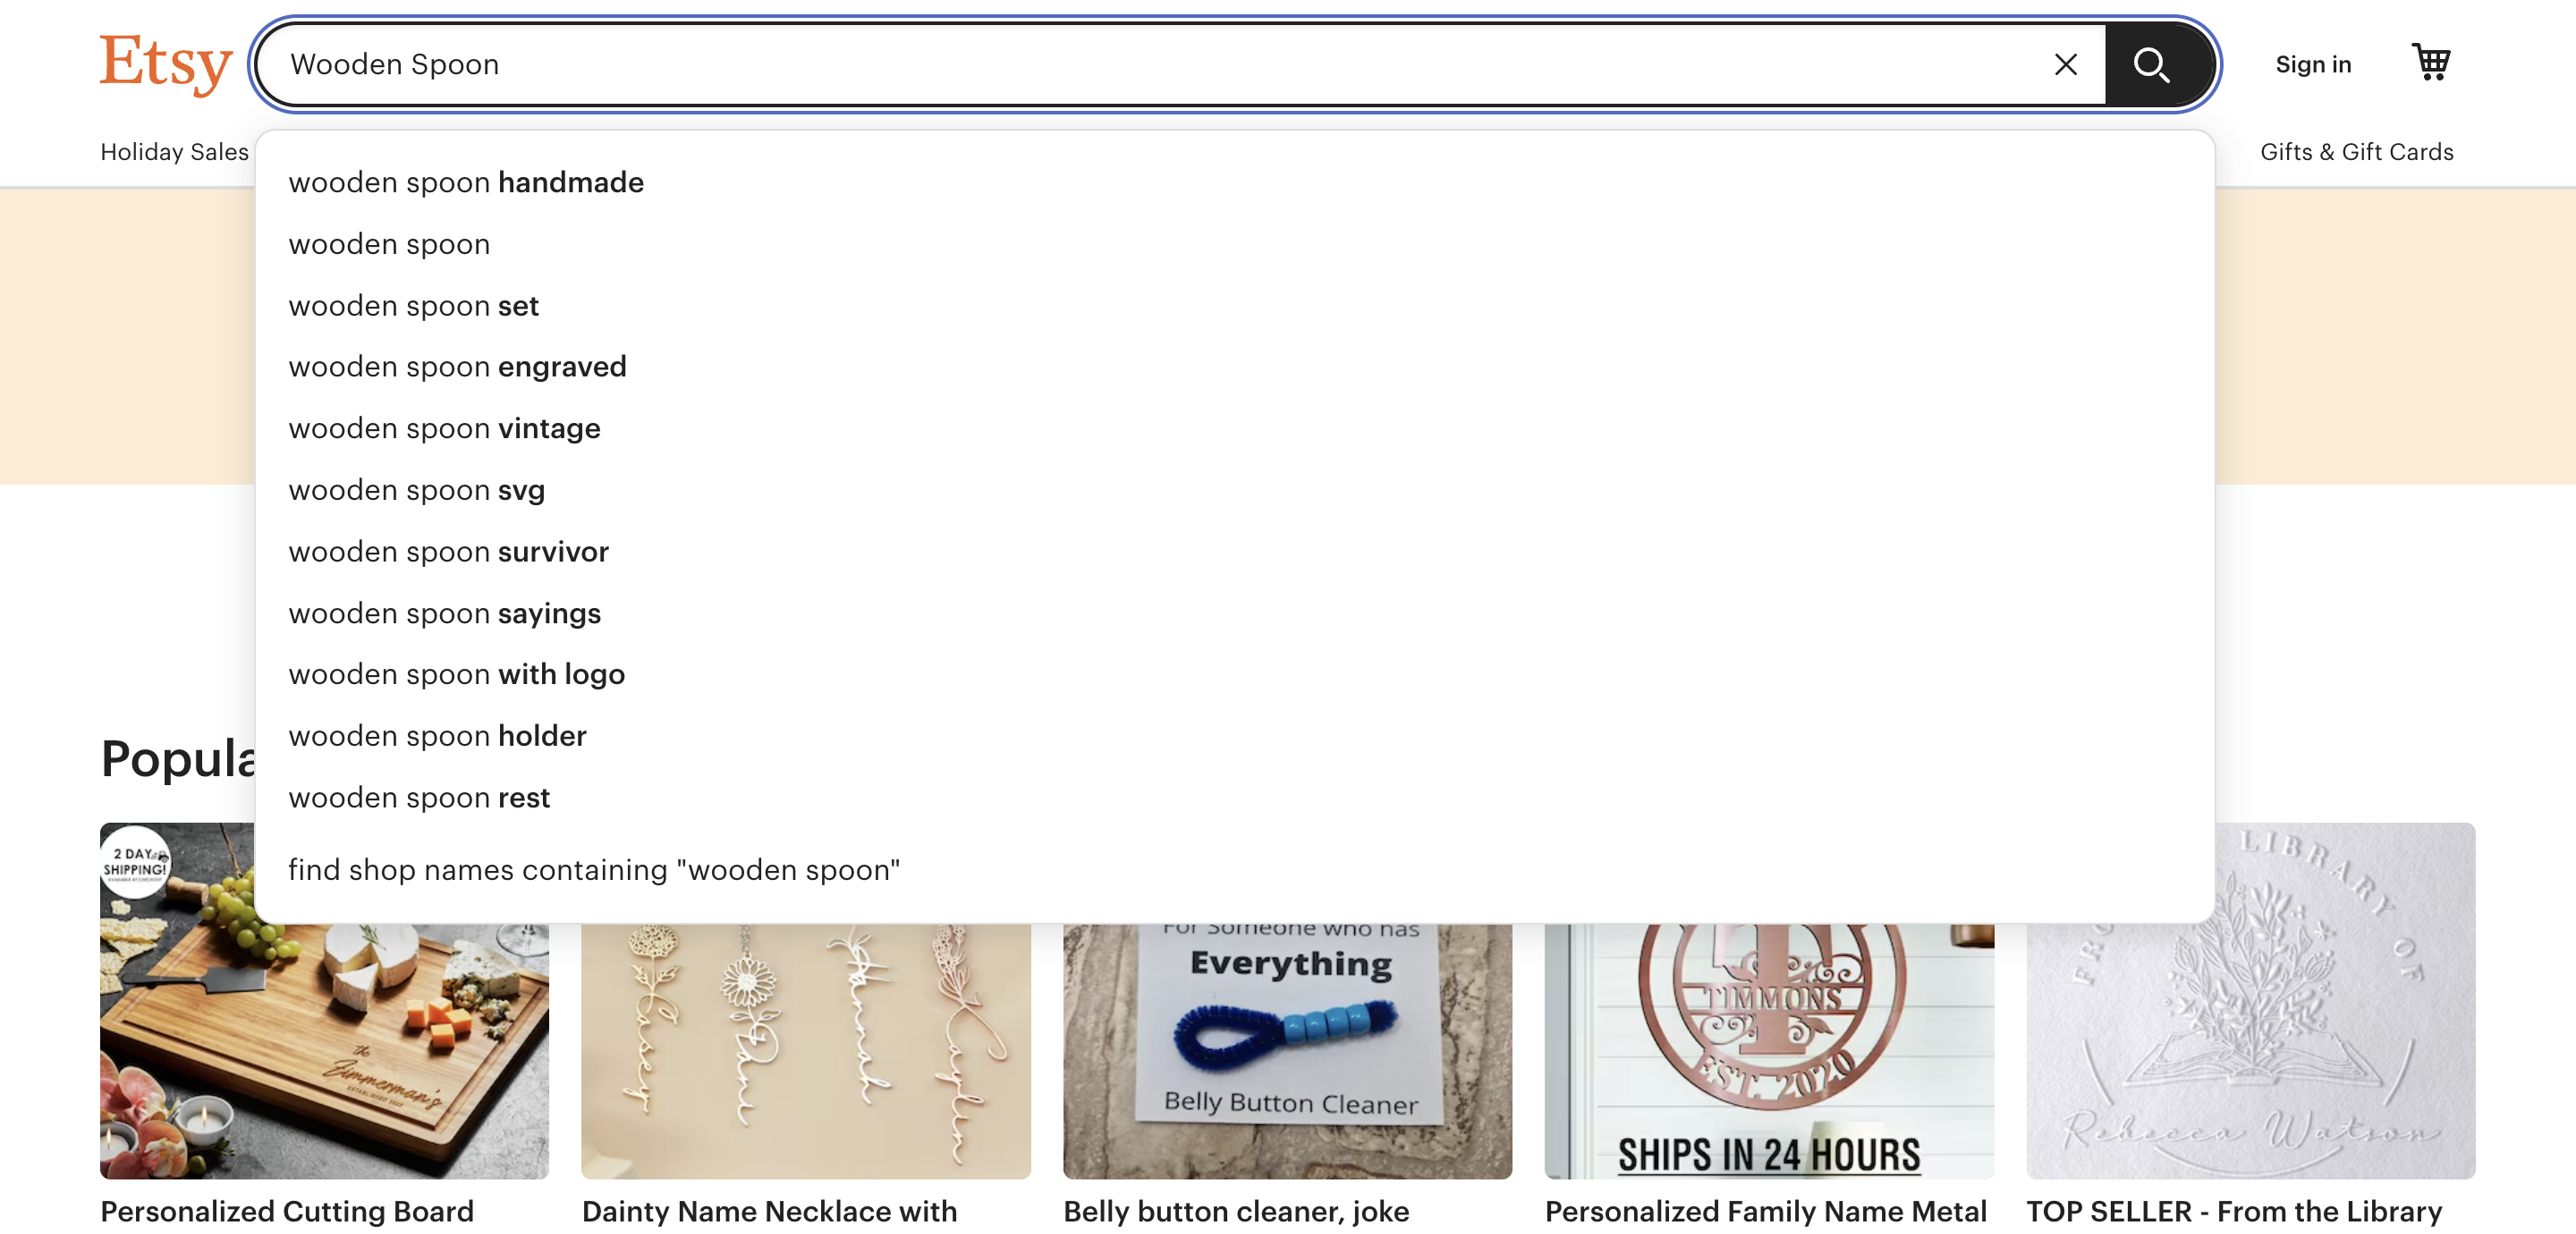 Etsy
Wooden Spoon
Sign in
Holiday Sales
Gifts & Gift Cards
wooden spoon handmade
wooden spoon
wooden spoon set
wooden spoon engraved
wooden spoon vintage
wooden spoon svg
wooden spoon survivor
wooden spoon sayings
wooden spoon with logo
wooden spoon holder
wooden spoon rest
find shop names containing "wooden spoon"
Popula
2 DAY
SHIPPING!
the
Zimmerman's
Casey
Dani
Hannah
Kaylin
For Someone who has
Everything
Belly Button Cleaner
TIMMONS
EST. 2020
SHIPS IN 24 HOURS
LIBRARY OF
Rebecca Watson
Personalized Cutting Board
Dainty Name Necklace with
Belly button cleaner, joke
Personalized Family Name Metal
TOP SELLER - From the Library